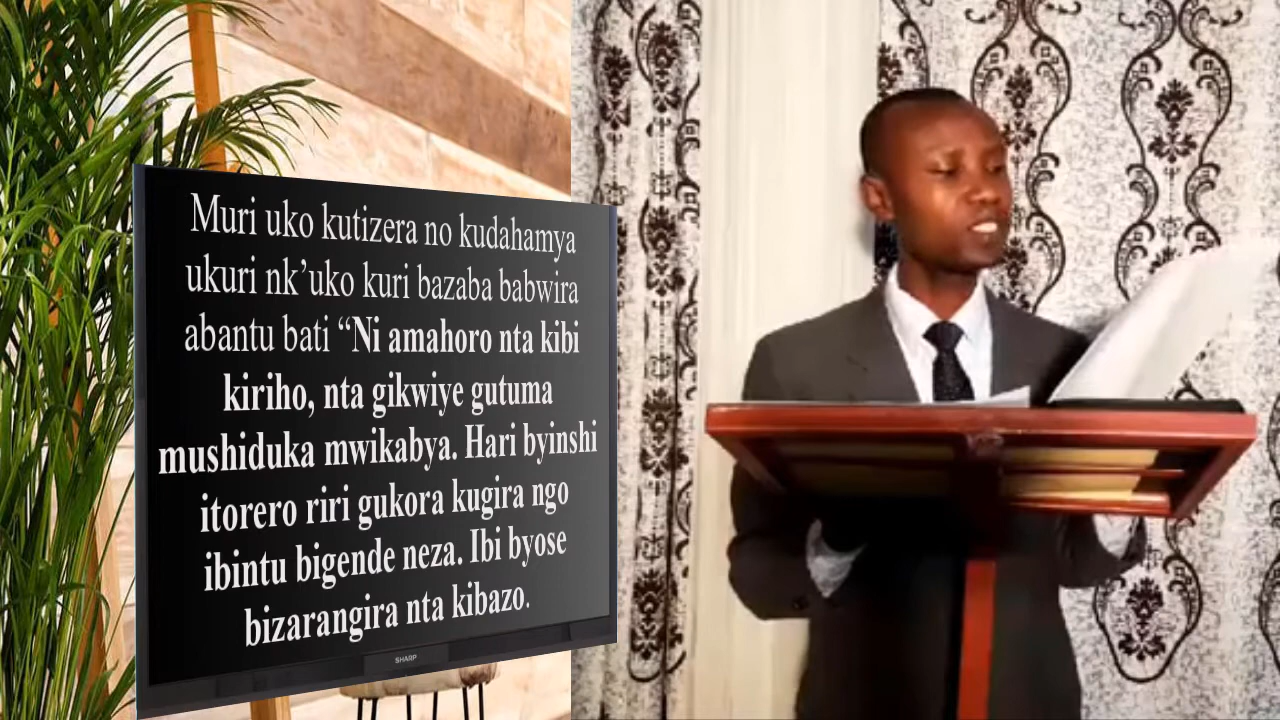 Muri uko kutizera no kudahamya
ukuri nk’uko kuri bazaba babwira
abantu bati “Ni amahoro nta kibi
kiriho, nta gikwiye gutuma
mushiduka mwikabya. Hari byinshi
itorero riri gukora kugira ngo
ibintu bigende neza. Ibi byose
bizarangira nta kibazo.
SHARP